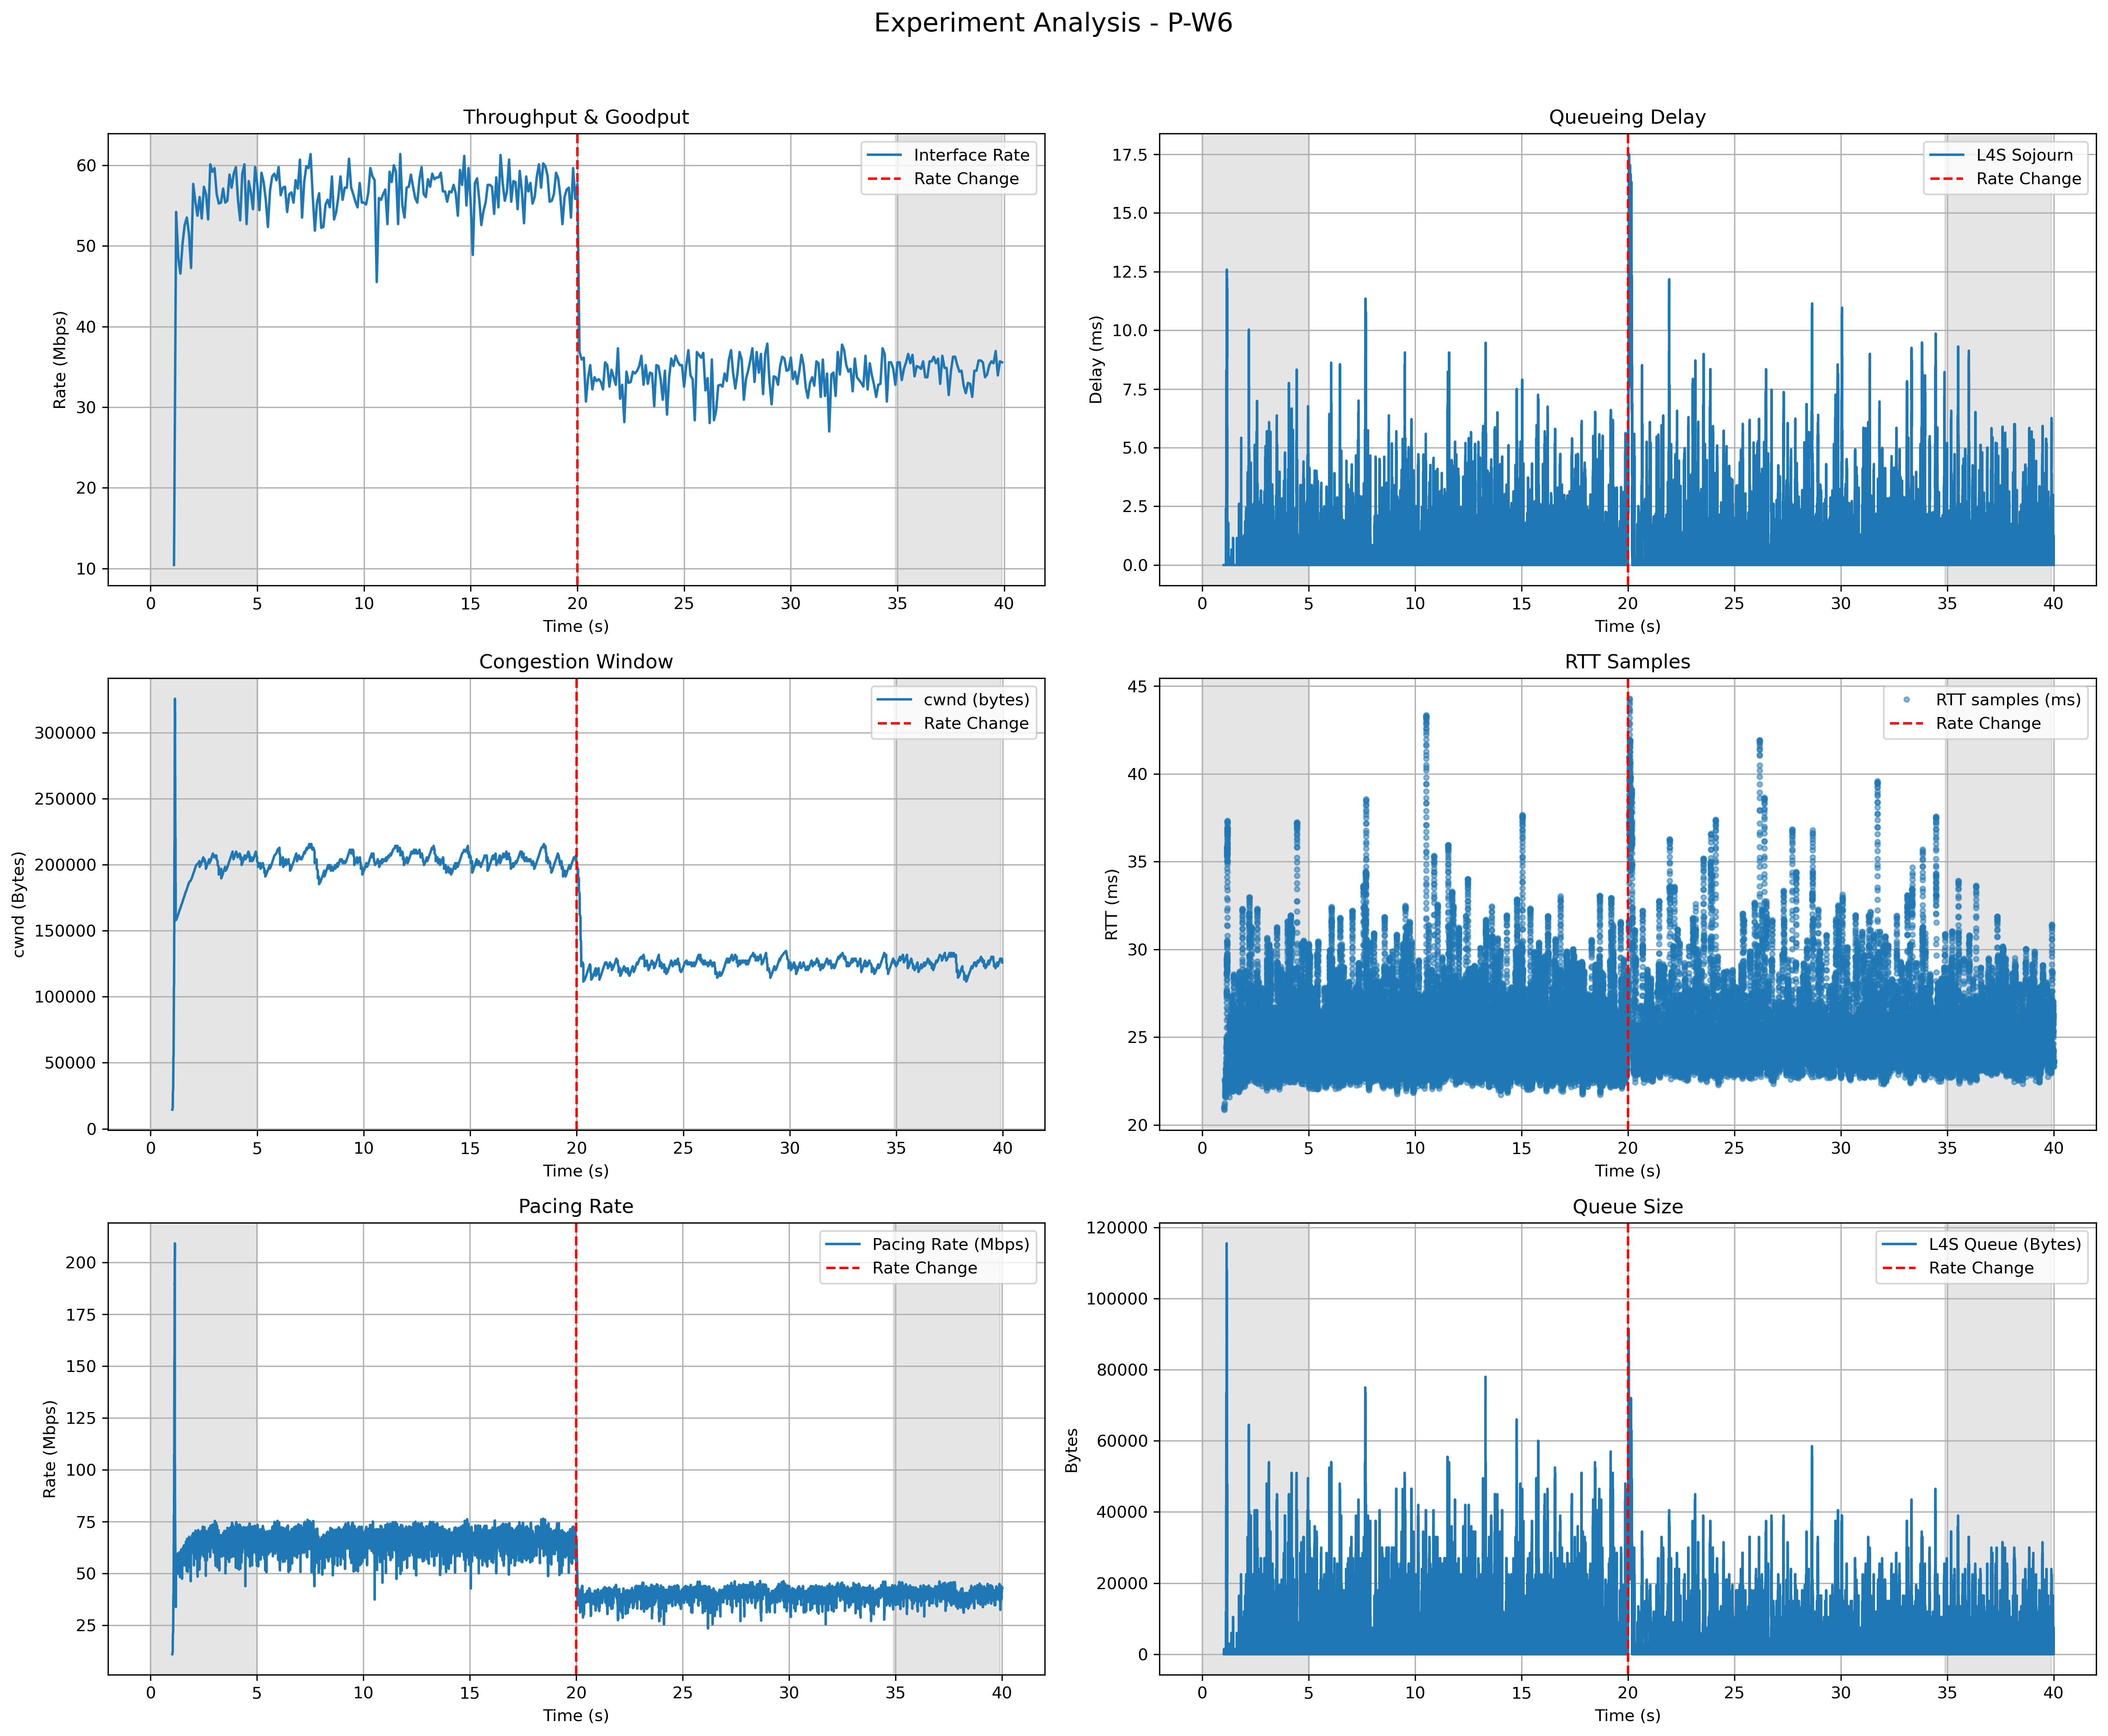 Experiment Analysis - P-W6
Throughput & Goodput
Rate (Mbps)
60
50
40
30
20
10
Interface Rate
Rate Change
0 5 10 15 20 25 30 35 40
Time (s)
Queueing Delay
Delay (ms)
17.5
15.0
12.5
10.0
7.5
5.0
2.5
0.0
L4S Sojourn
Rate Change
0 5 10 15 20 25 30 35 40
Time (s)
Congestion Window
cwnd (Bytes)
300000
250000
200000
150000
100000
50000
0
cwnd (bytes)
Rate Change
0 5 10 15 20 25 30 35 40
Time (s)
RTT Samples
RTT (ms)
45
40
35
30
25
20
RTT samples (ms)
Rate Change
0 5 10 15 20 25 30 35 40
Time (s)
Pacing Rate
Rate (Mbps)
200
175
150
125
100
75
50
25
Pacing Rate (Mbps)
Rate Change
0 5 10 15 20 25 30 35 40
Time (s)
Queue Size
Bytes
120000
100000
80000
60000
40000
20000
0
L4S Queue (Bytes)
Rate Change
0 5 10 15 20 25 30 35 40
Time (s)